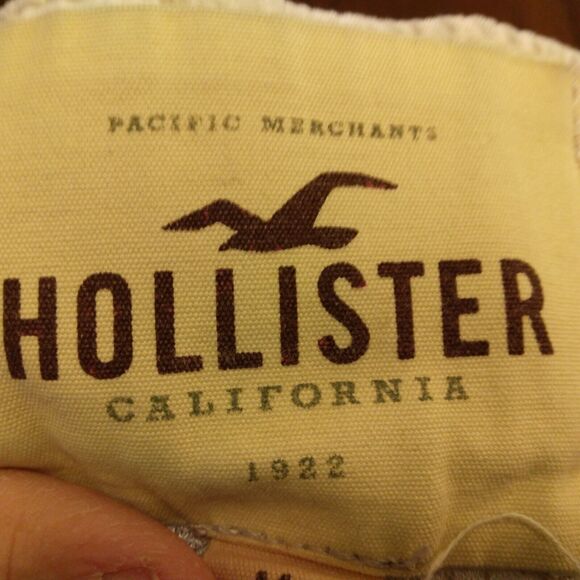 PACIFIC MERCHANTS
HOLLISTER
CALIFORNIA
1922